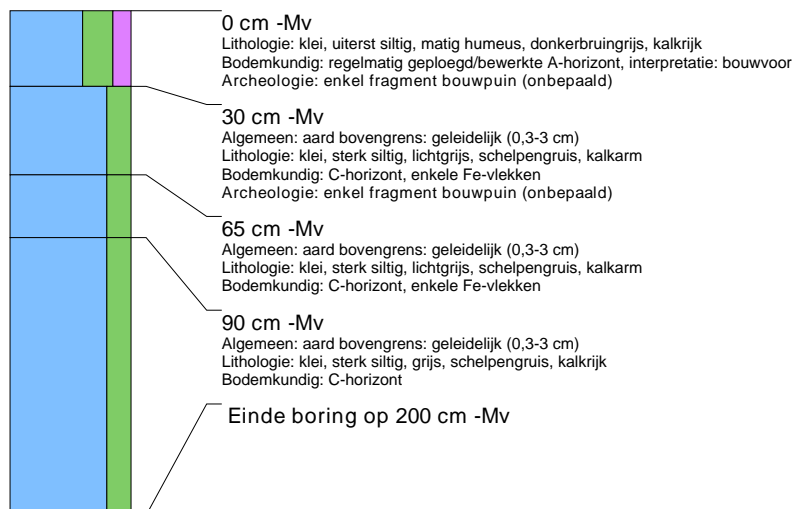 0 cm -Mv
Lithologie: klei, uiterst siltig, matig humeus, donkerbruingrijs, kalkrijk
Bodemkundig: regelmatig geploegd/bewerkte A-horizont, interpretatie: bouwvoor
Archeologie: enkel fragment bouwpuin (onbepaald)
30 cm -Mv
Algemeen: aard bovengrens: geleidelijk (0,3-3 cm)
Lithologie: klei, sterk siltig, lichtgrijs, schelpengruis, kalkarm
Bodemkundig: C-horizont, enkele Fe-vlekken
Archeologie: enkel fragment bouwpuin (onbepaald)
65 cm -Mv
Algemeen: aard bovengrens: geleidelijk (0,3-3 cm)
Lithologie: klei, sterk siltig, lichtgrijs, schelpengruis, kalkarm
Bodemkundig: C-horizont, enkele Fe-vlekken
90 cm -Mv
Algemeen: aard bovengrens: geleidelijk (0,3-3 cm)
Lithologie: klei, sterk siltig, grijs, schelpengruis, kalkrijk
Bodemkundig: C-horizont
Einde boring op 200 cm -Mv